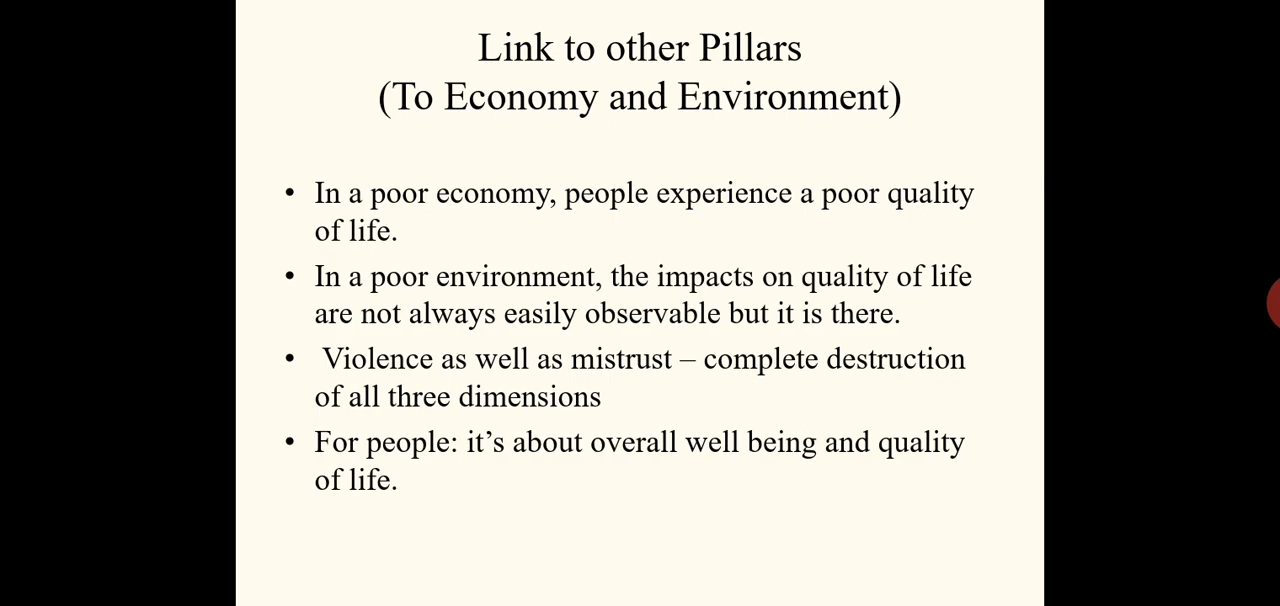 Link to other Pillars
(To Economy and Environment)
• In a poor economy, people experience a poor quality
of life.
• In a poor environment, the impacts on quality of life
are not always easily observable but it is there.
• Violence as well as mistrust – complete destruction
of all three dimensions
• For people: it’s about overall well being and quality
of life.